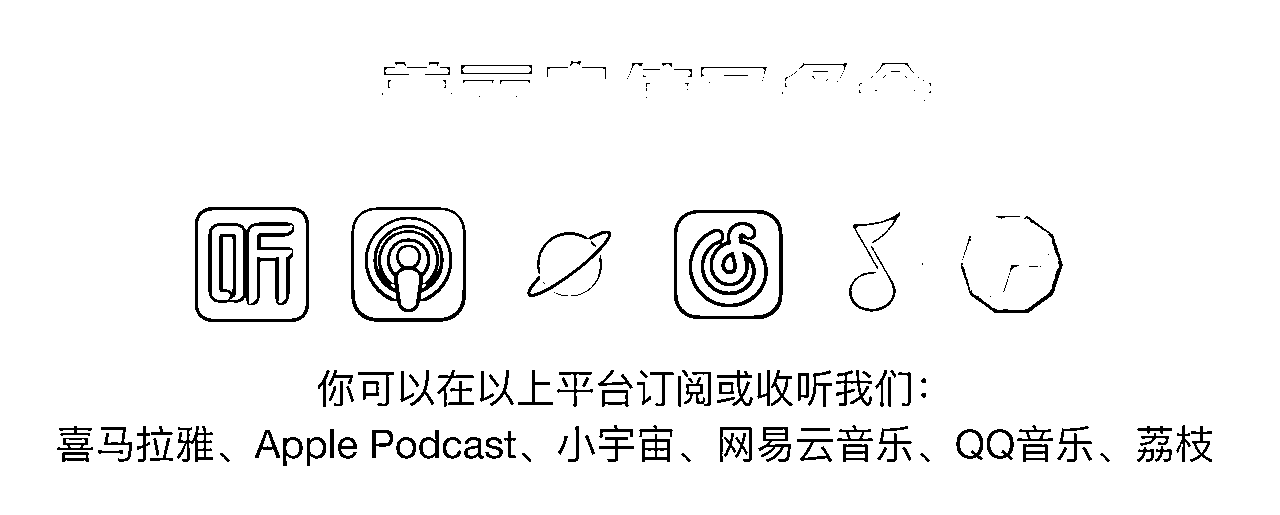 听
你可以在以上平台订阅或收听我们：
喜马拉雅、Apple Podcast、小宇宙、网易云音乐、QQ音乐、荔枝